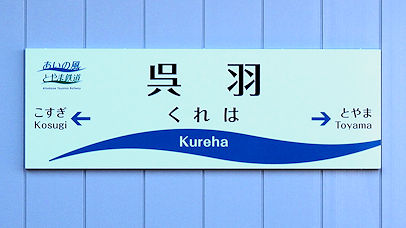 あいの風
とやま鉄道
Ainokaze Toyama Railway
呉羽
くれは
Kureha
こすぎ
Kosugi
とやま
Toyama